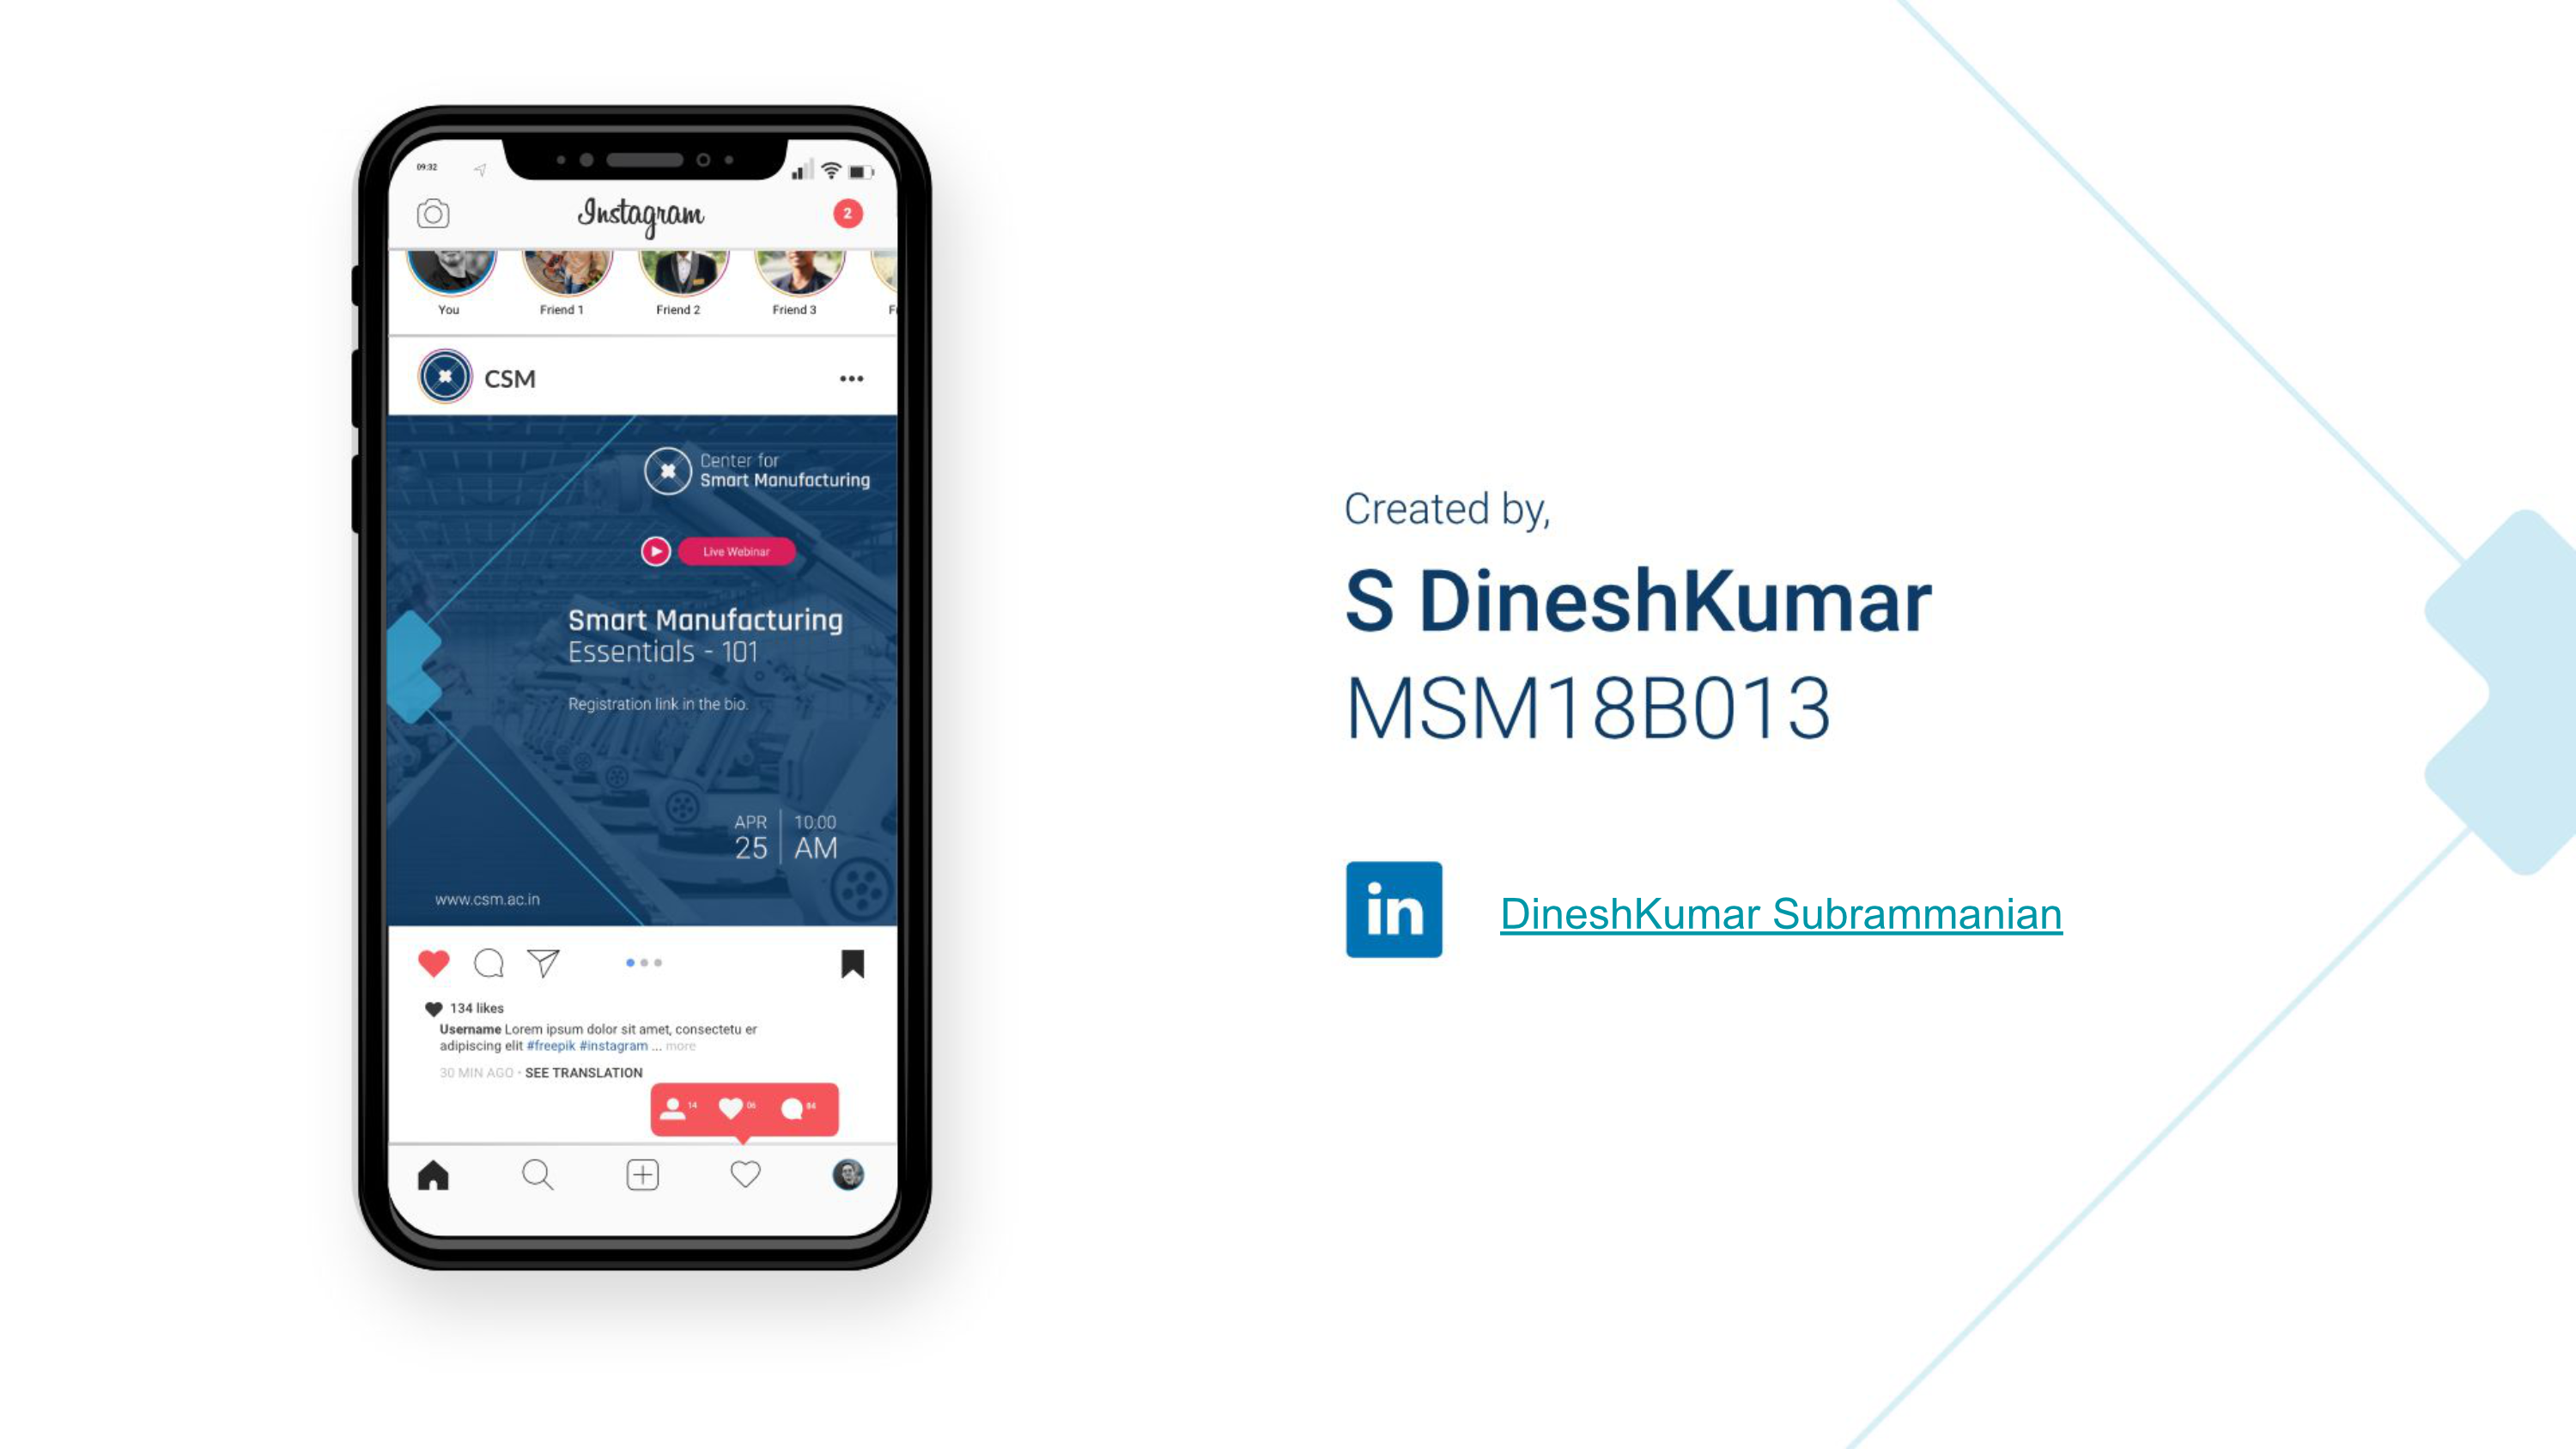 09:32
Instagram
2
You Friend 1 Friend 2 Friend 3
CSM
Center for
Smart Manufacturing
Live Webinar
Smart Manufacturing
Essentials - 101
Registration link in the bio.
APR 10:00
25 AM
www.csm.ac.in
134 likes
Username Lorem ipsum dolor sit amet, consectetu er
adipiscing elit #freepik #instagram ... more
30 MIN AGO • SEE TRANSLATION
14 06 84
Created by,
S DineshKumar
MSM18B013
in DineshKumar Subrammanian